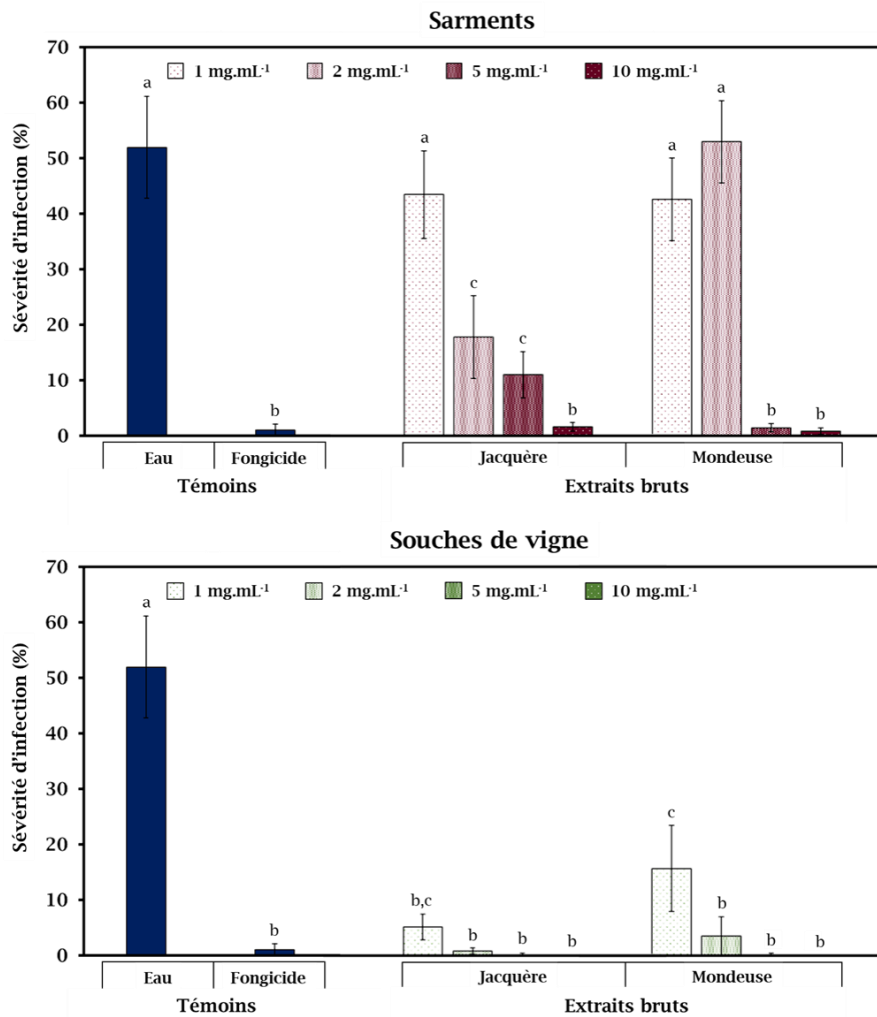 Sarments
Sévérité d'infection (%)
70
60
50
40
30
20
10
0
1 mg.mL⁻¹ 2 mg.mL⁻¹ 5 mg.mL⁻¹ 10 mg.mL⁻¹
a
b
a
c
c
b
a
a
b
b
Eau Fongicide Jacquère Mondeuse
Témoins Extraits bruts
Souches de vigne
Sévérité d'infection (%)
70
60
50
40
30
20
10
0
1 mg.mL⁻¹ 2 mg.mL⁻¹ 5 mg.mL⁻¹ 10 mg.mL⁻¹
a
b
b,c
b
b
b
c
b
b
b
Eau Fongicide Jacquère Mondeuse
Témoins Extraits bruts